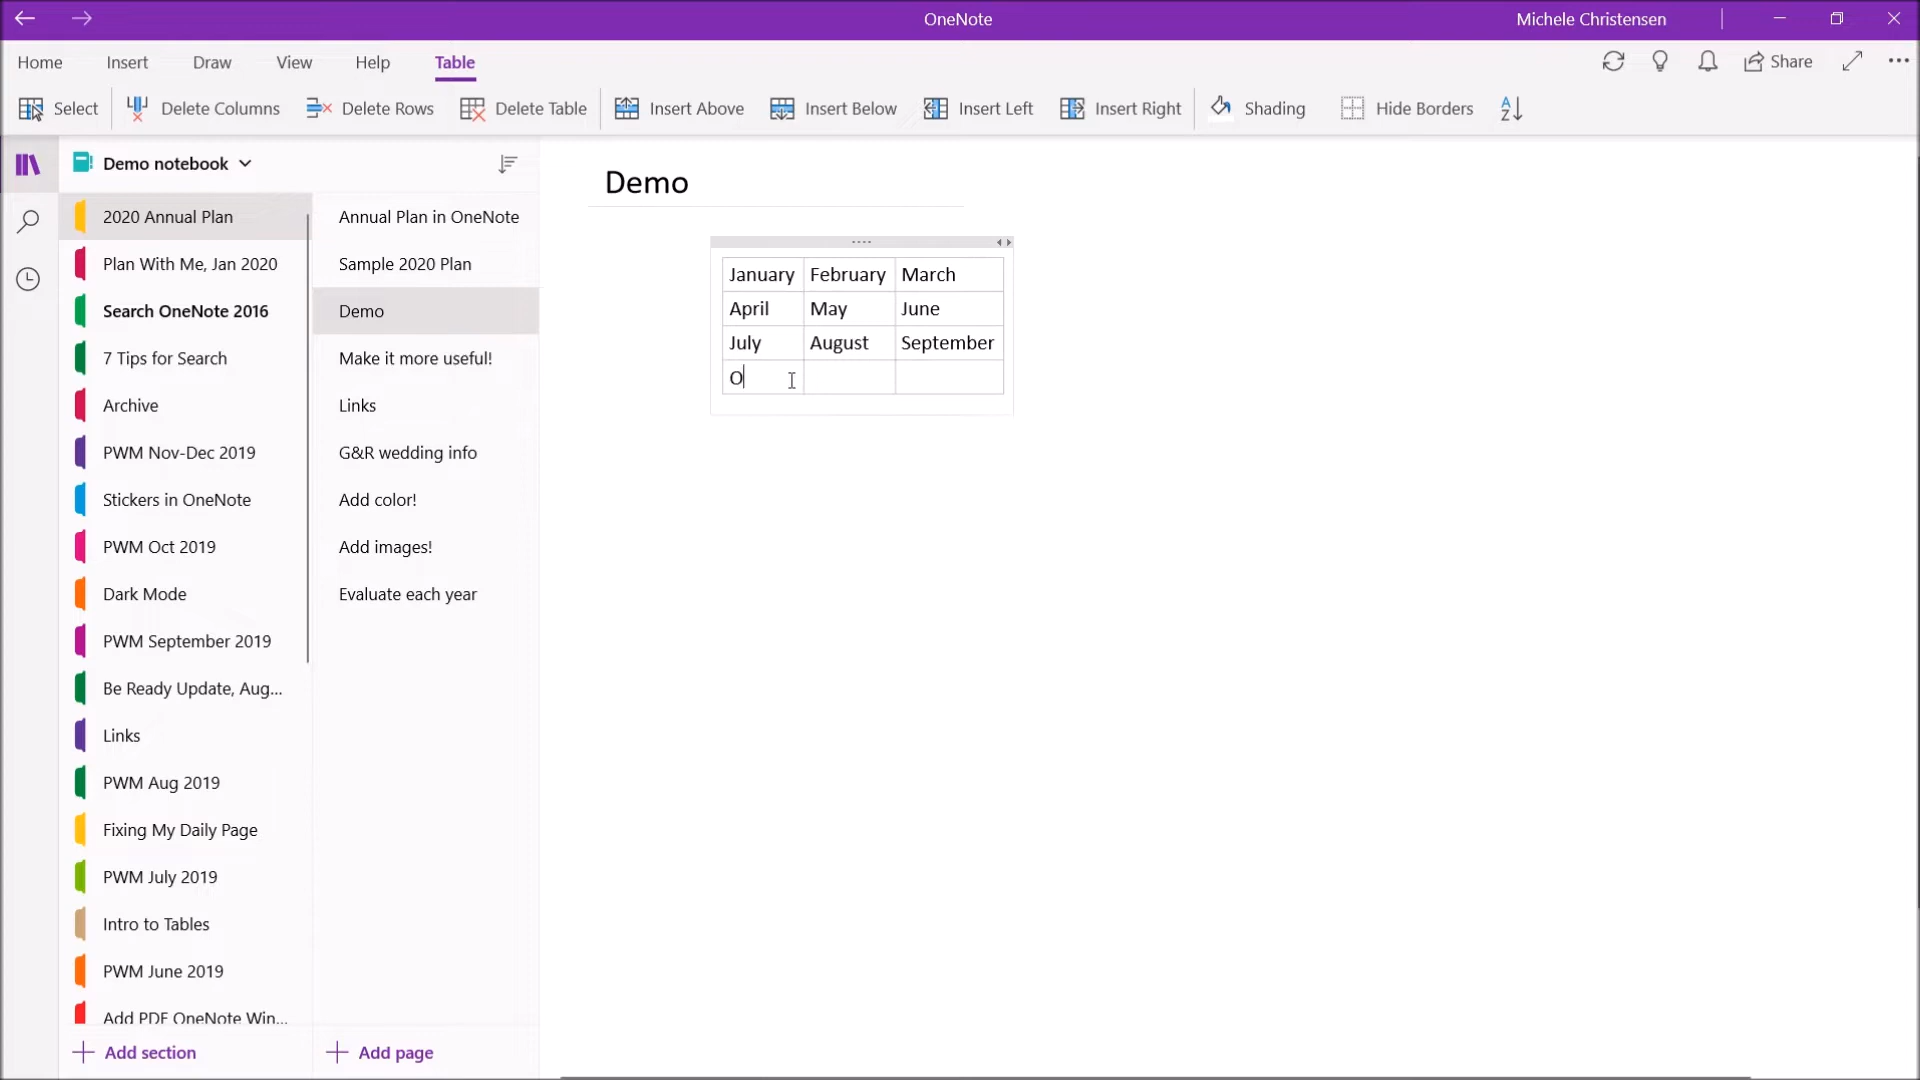 OneNote
Michele Christensen
Home Insert Draw View Help Table
Share
Select Delete Columns Delete Rows Delete Table Insert Above Insert Below Insert Left Insert Right Shading Hide Borders
Demo notebook
2020 Annual Plan
Plan With Me, Jan 2020
Search OneNote 2016
7 Tips for Search
Archive
PWM Nov-Dec 2019
Stickers in OneNote
PWM Oct 2019
Dark Mode
PWM September 2019
Be Ready Update, Aug...
Links
PWM Aug 2019
Fixing My Daily Page
PWM July 2019
Intro to Tables
PWM June 2019
Add PDF OneNote Win...
Add section
Annual Plan in OneNote
Sample 2020 Plan
Demo
Make it more useful!
Links
G&R wedding info
Add color!
Add images!
Evaluate each year
Add page
Demo
January February March
April May June
July August September
O